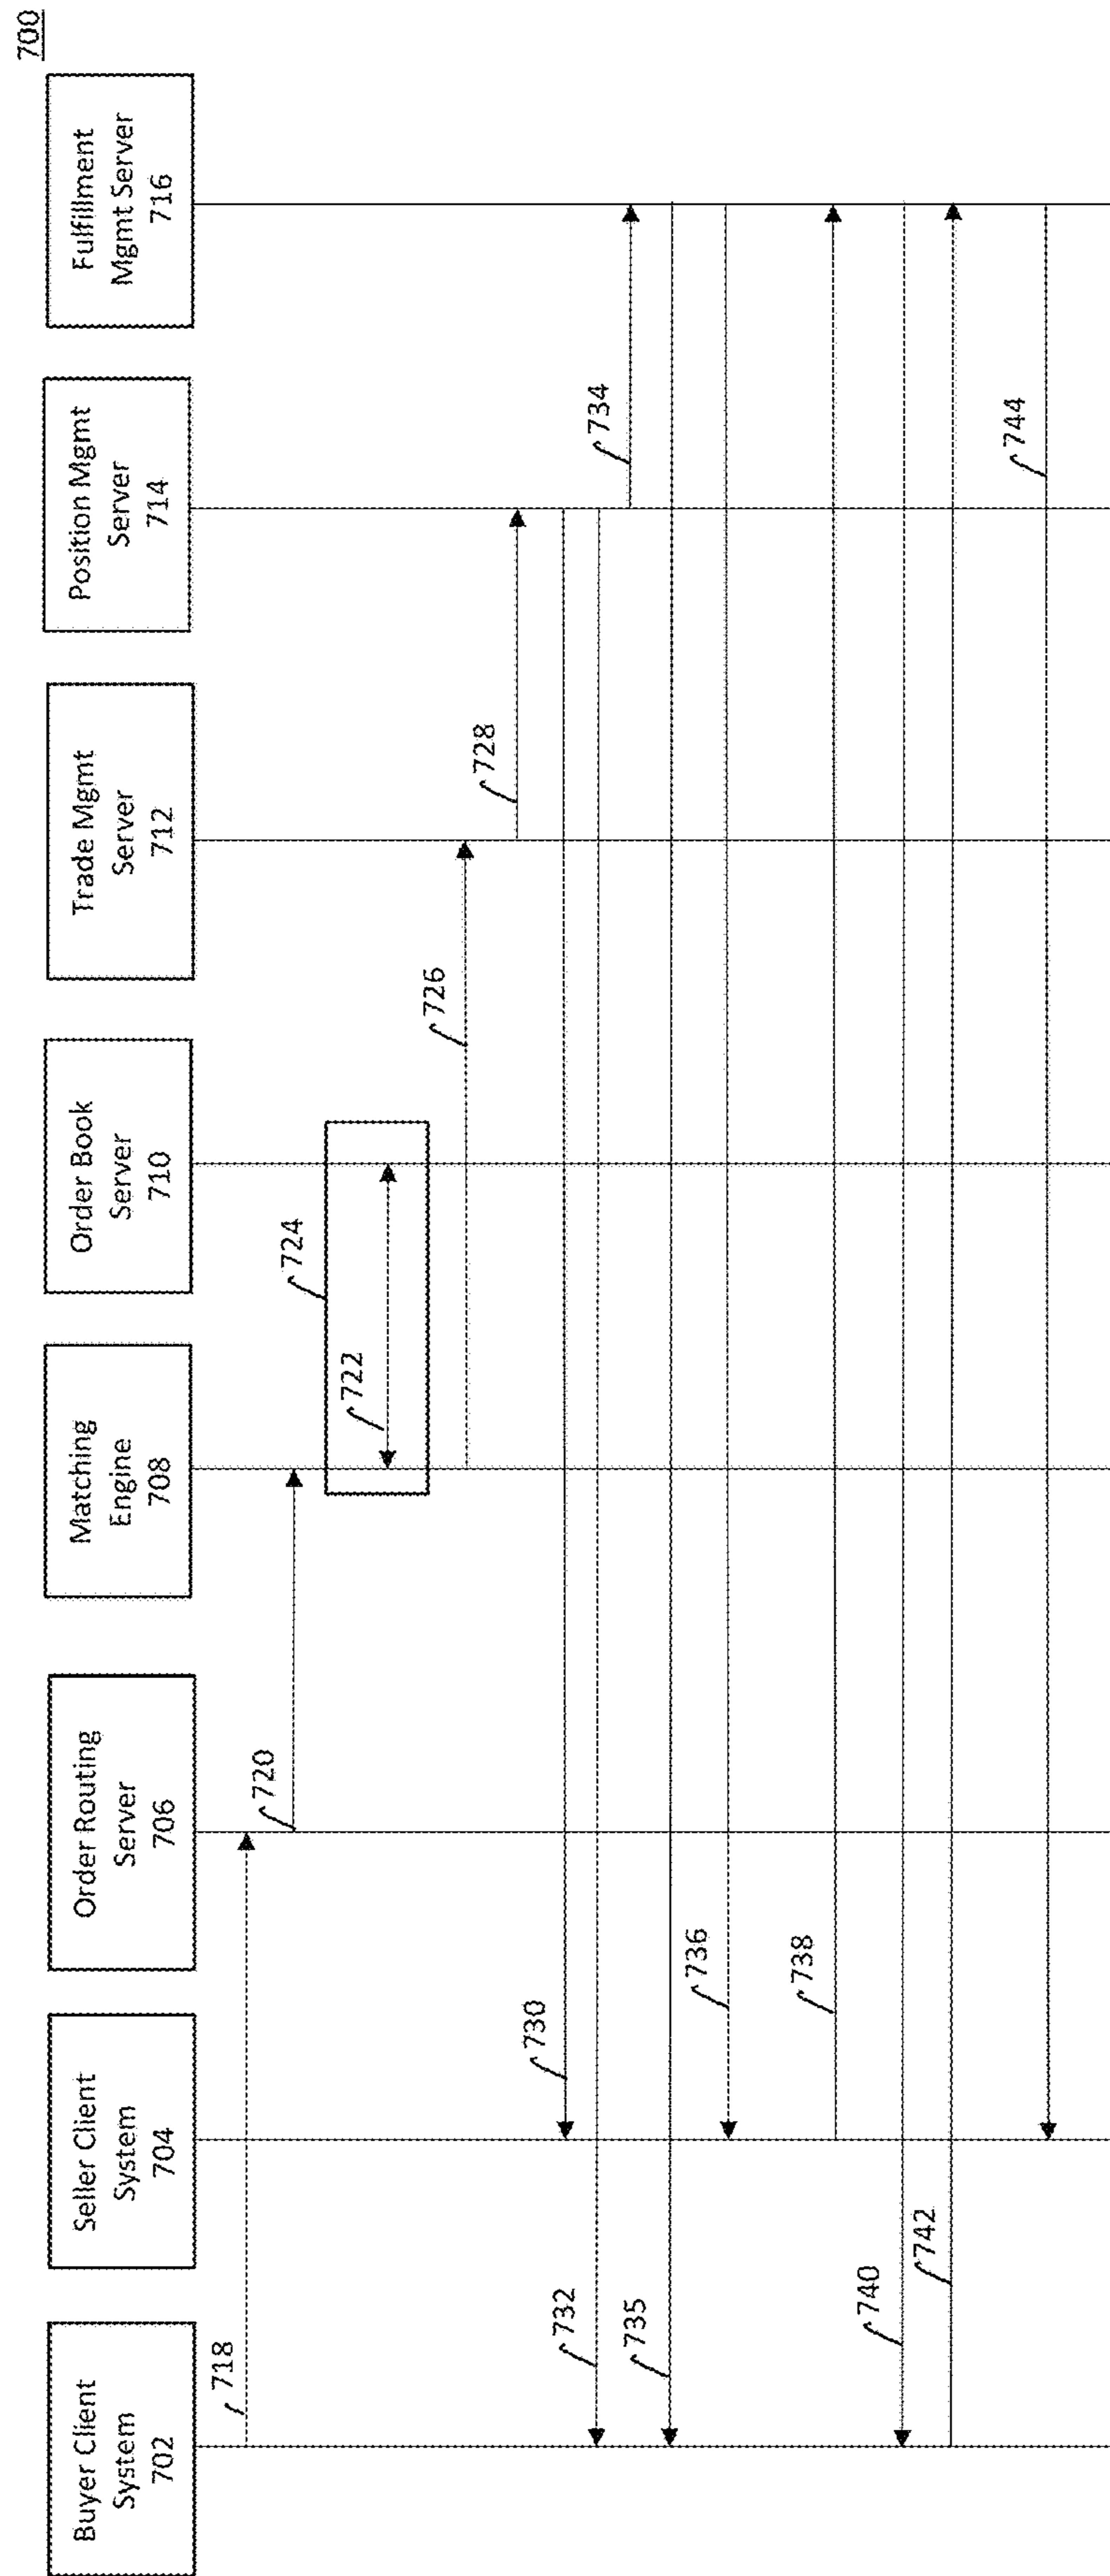 700
Buyer Client
System
702
Seller Client
System
704
Order Routing
Server
706
Matching
Engine
708
Order Book
Server
710
Trade Mgmt
Server
712
Position Mgmt
Server
714
Fulfillment
Mgmt Server
716
718
720
724
722
726
728
730
732
734
735
736
738
740
742
744